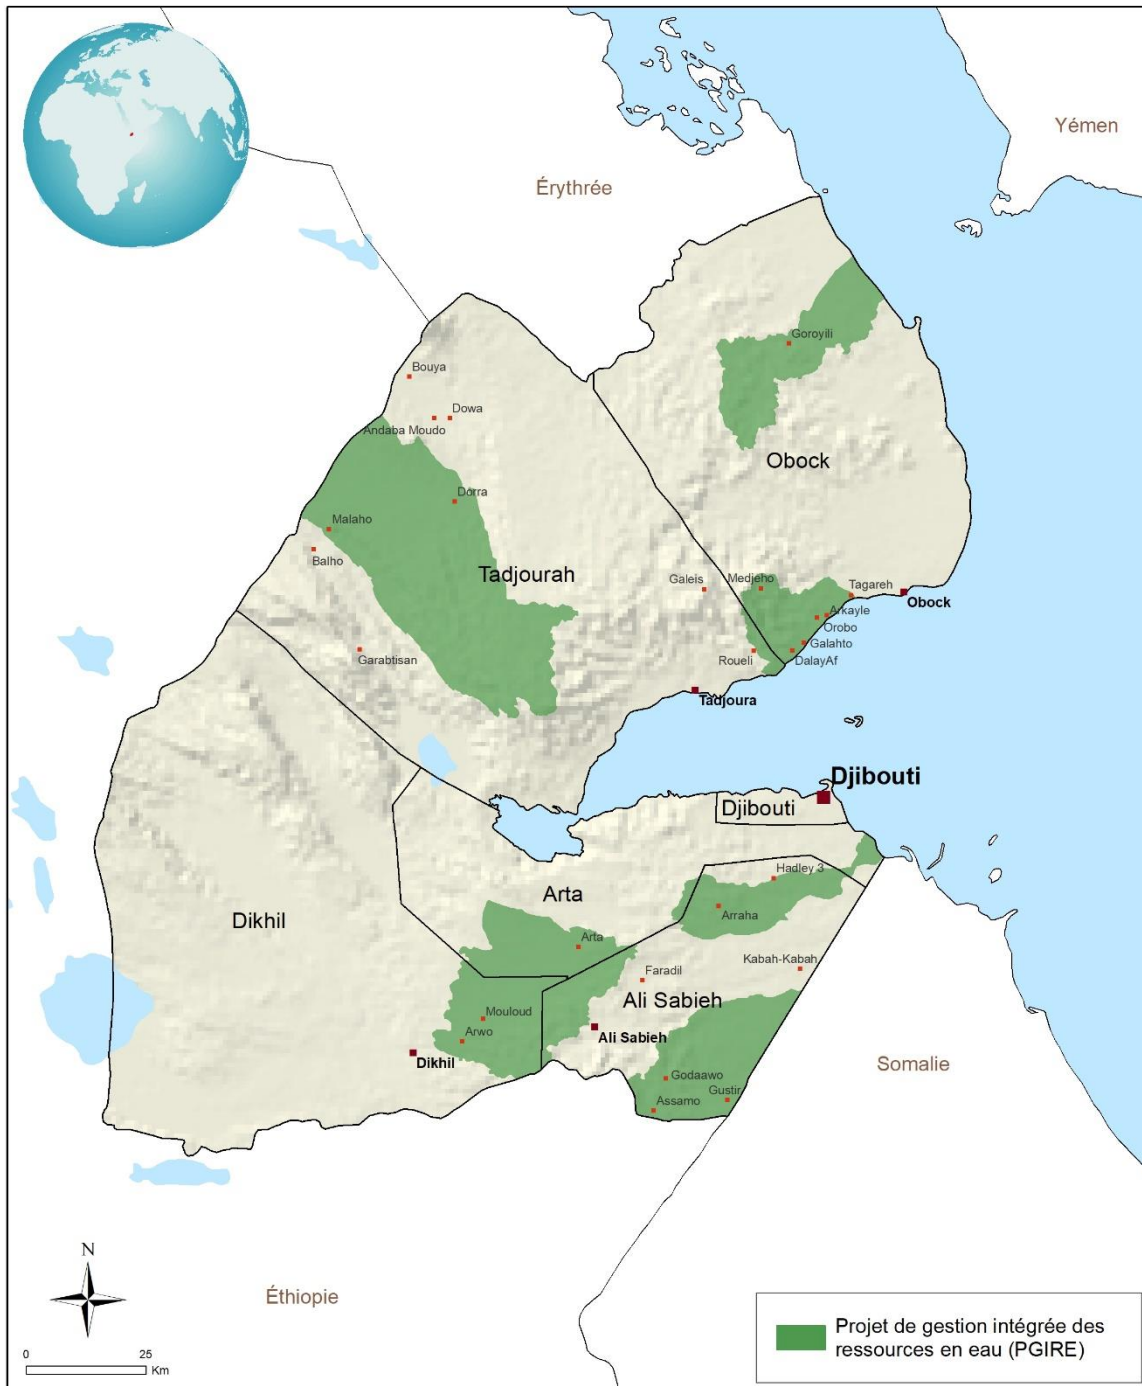 Yémen
Érythrée
Goroyili
Bouya
Dowa
Andaba Moudo
Obock
Dorra
Malaho
Balho
Tadjourah
Galeis
Medjeho
Tagareh
Obock
Arkayle
Orobo
Galahto
Garabtisan
Roueli
DalayAf
Tadjoura
Djibouti
Djibouti
Hadley 3
Arta
Arraha
Dikhil
Arta
Kabah-Kabah
Faradil
Ali Sabieh
Mouloud
Ali Sabieh
Arwo
Dikhil
Somalie
Godaawo
Gustir
Assamo
N
Éthiopie
0 25
Km
Projet de gestion intégrée des
ressources en eau (PGIRE)